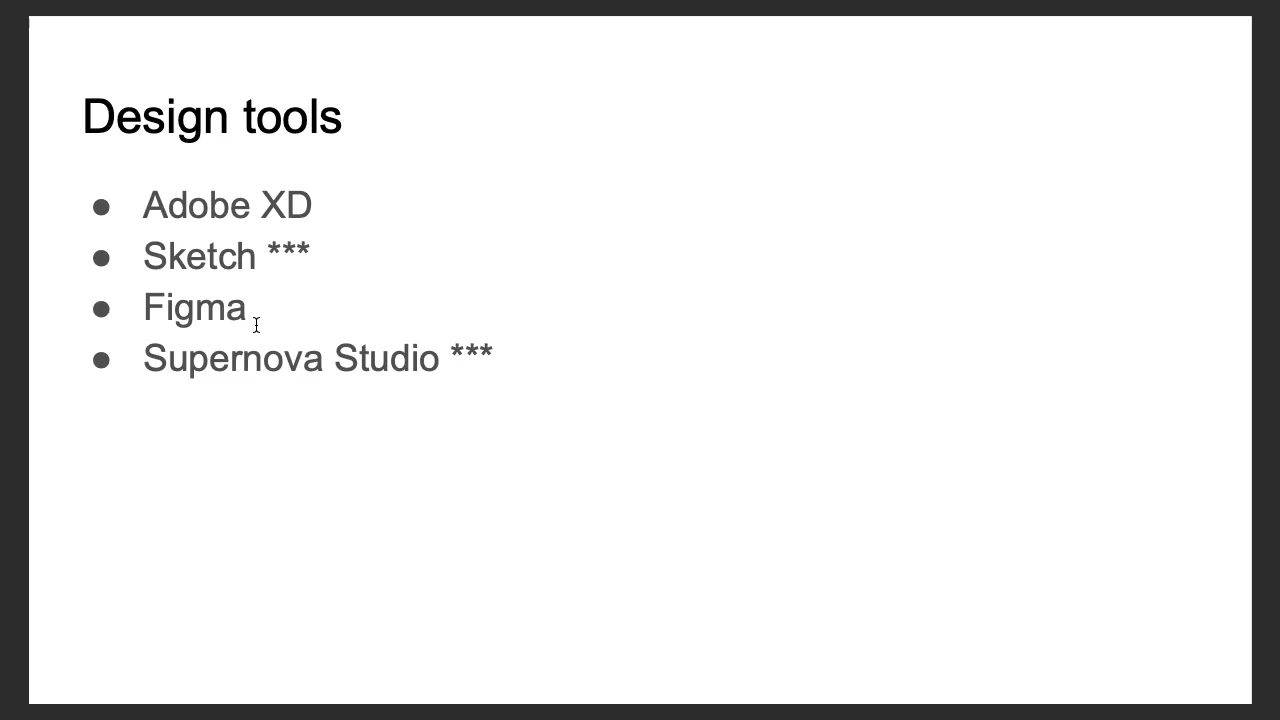 Design tools
● Adobe XD
● Sketch ***
● Figma
● Supernova Studio ***